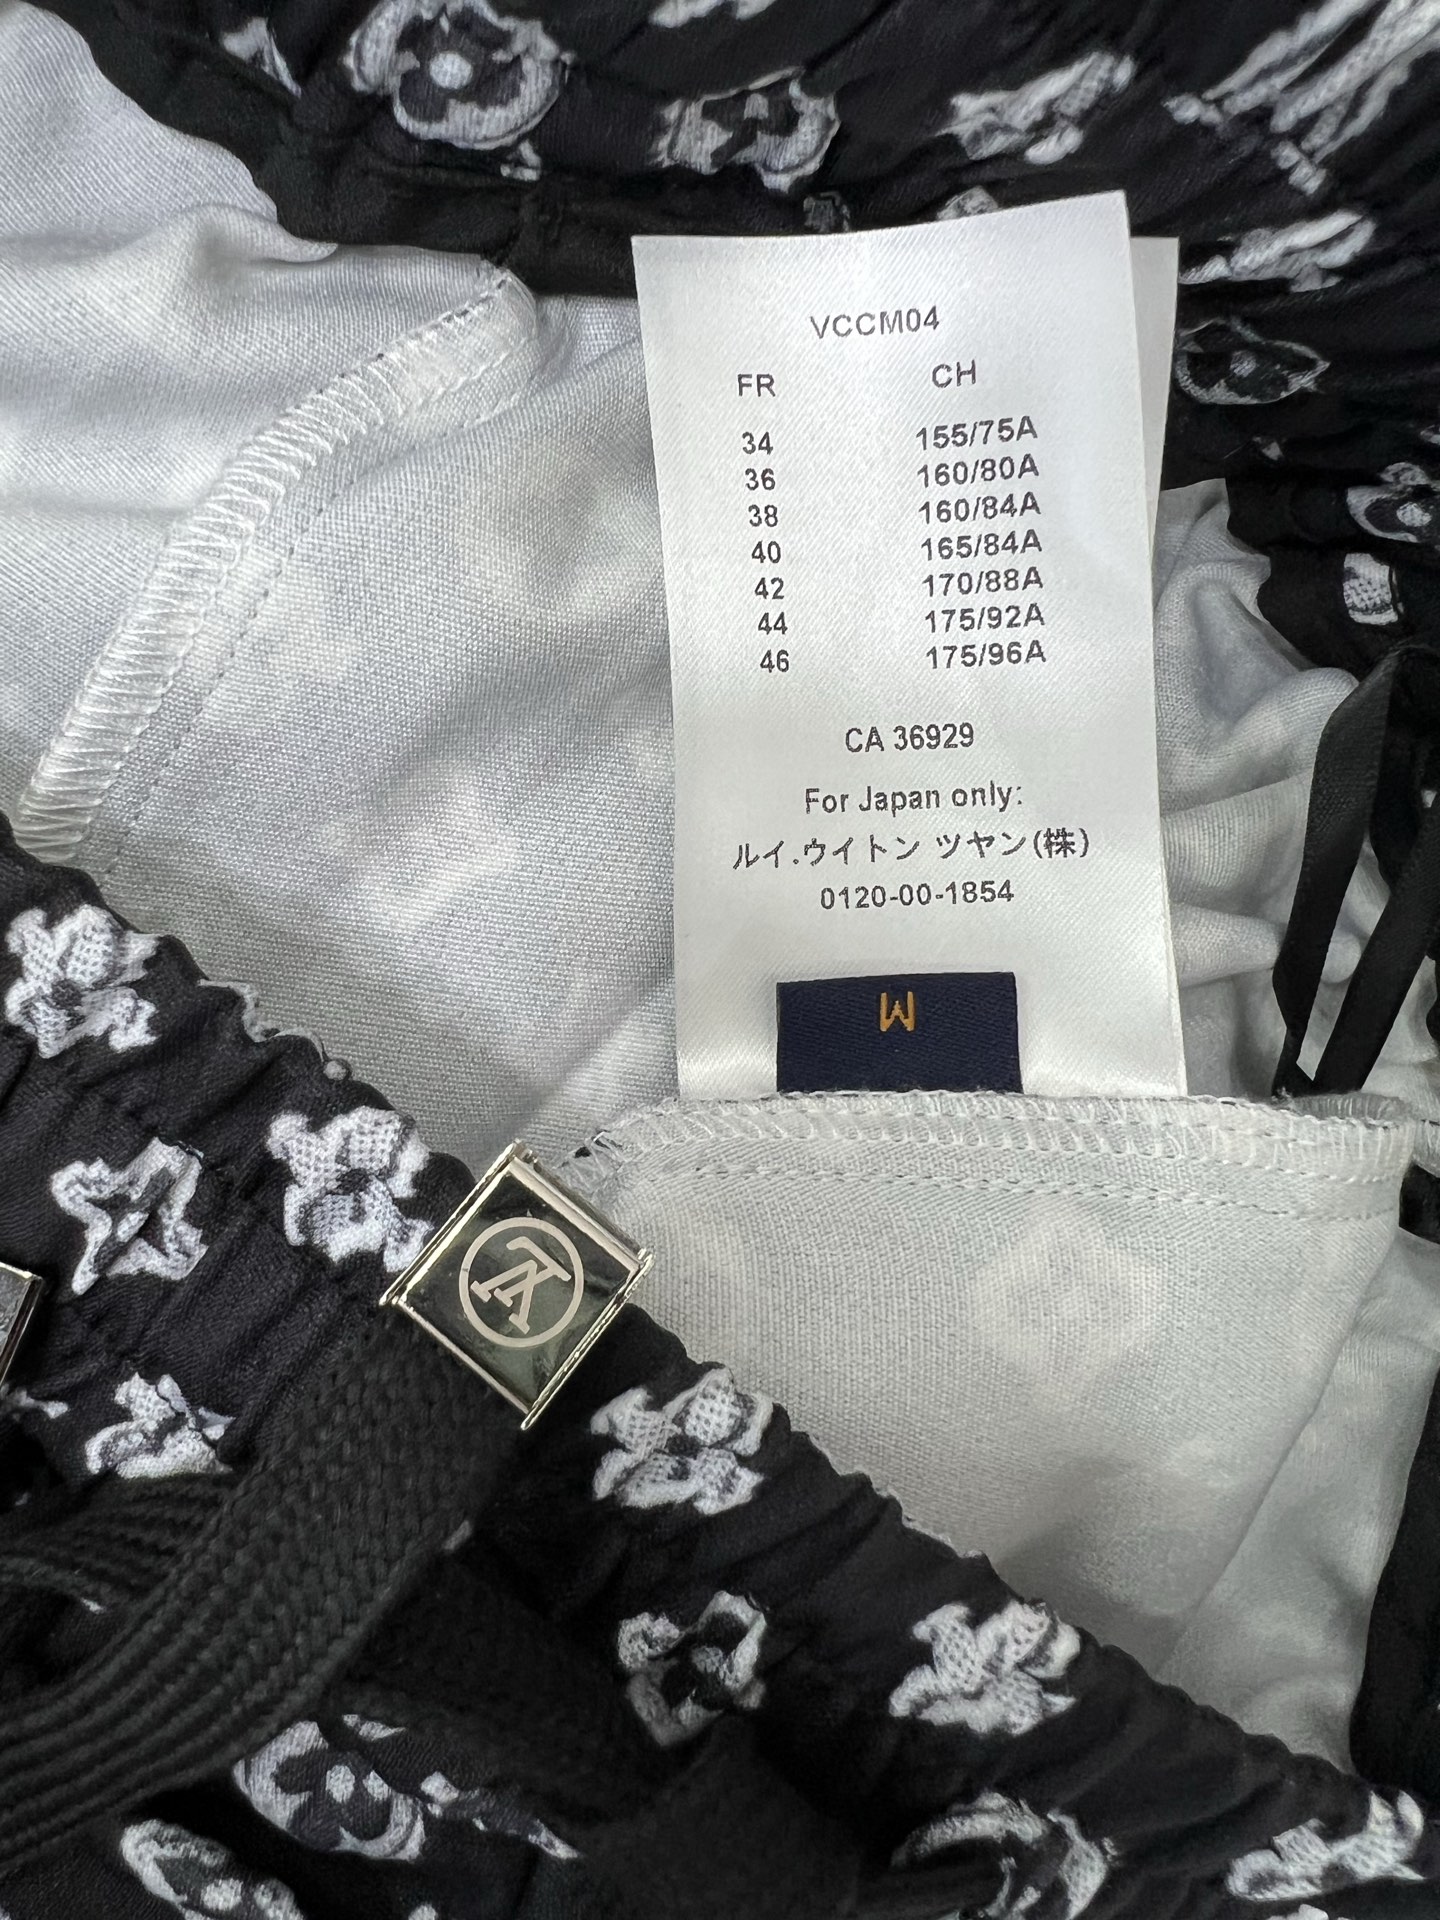 VCCM04
FR CH
34 155/75A
36 160/80A
38 160/84A
40 165/84A
42 170/88A
44 175/92A
46 175/96A
CA 36929
For Japan only:
ルイ.ウイトン ツヤン(株)
0120-00-1854
M
LV